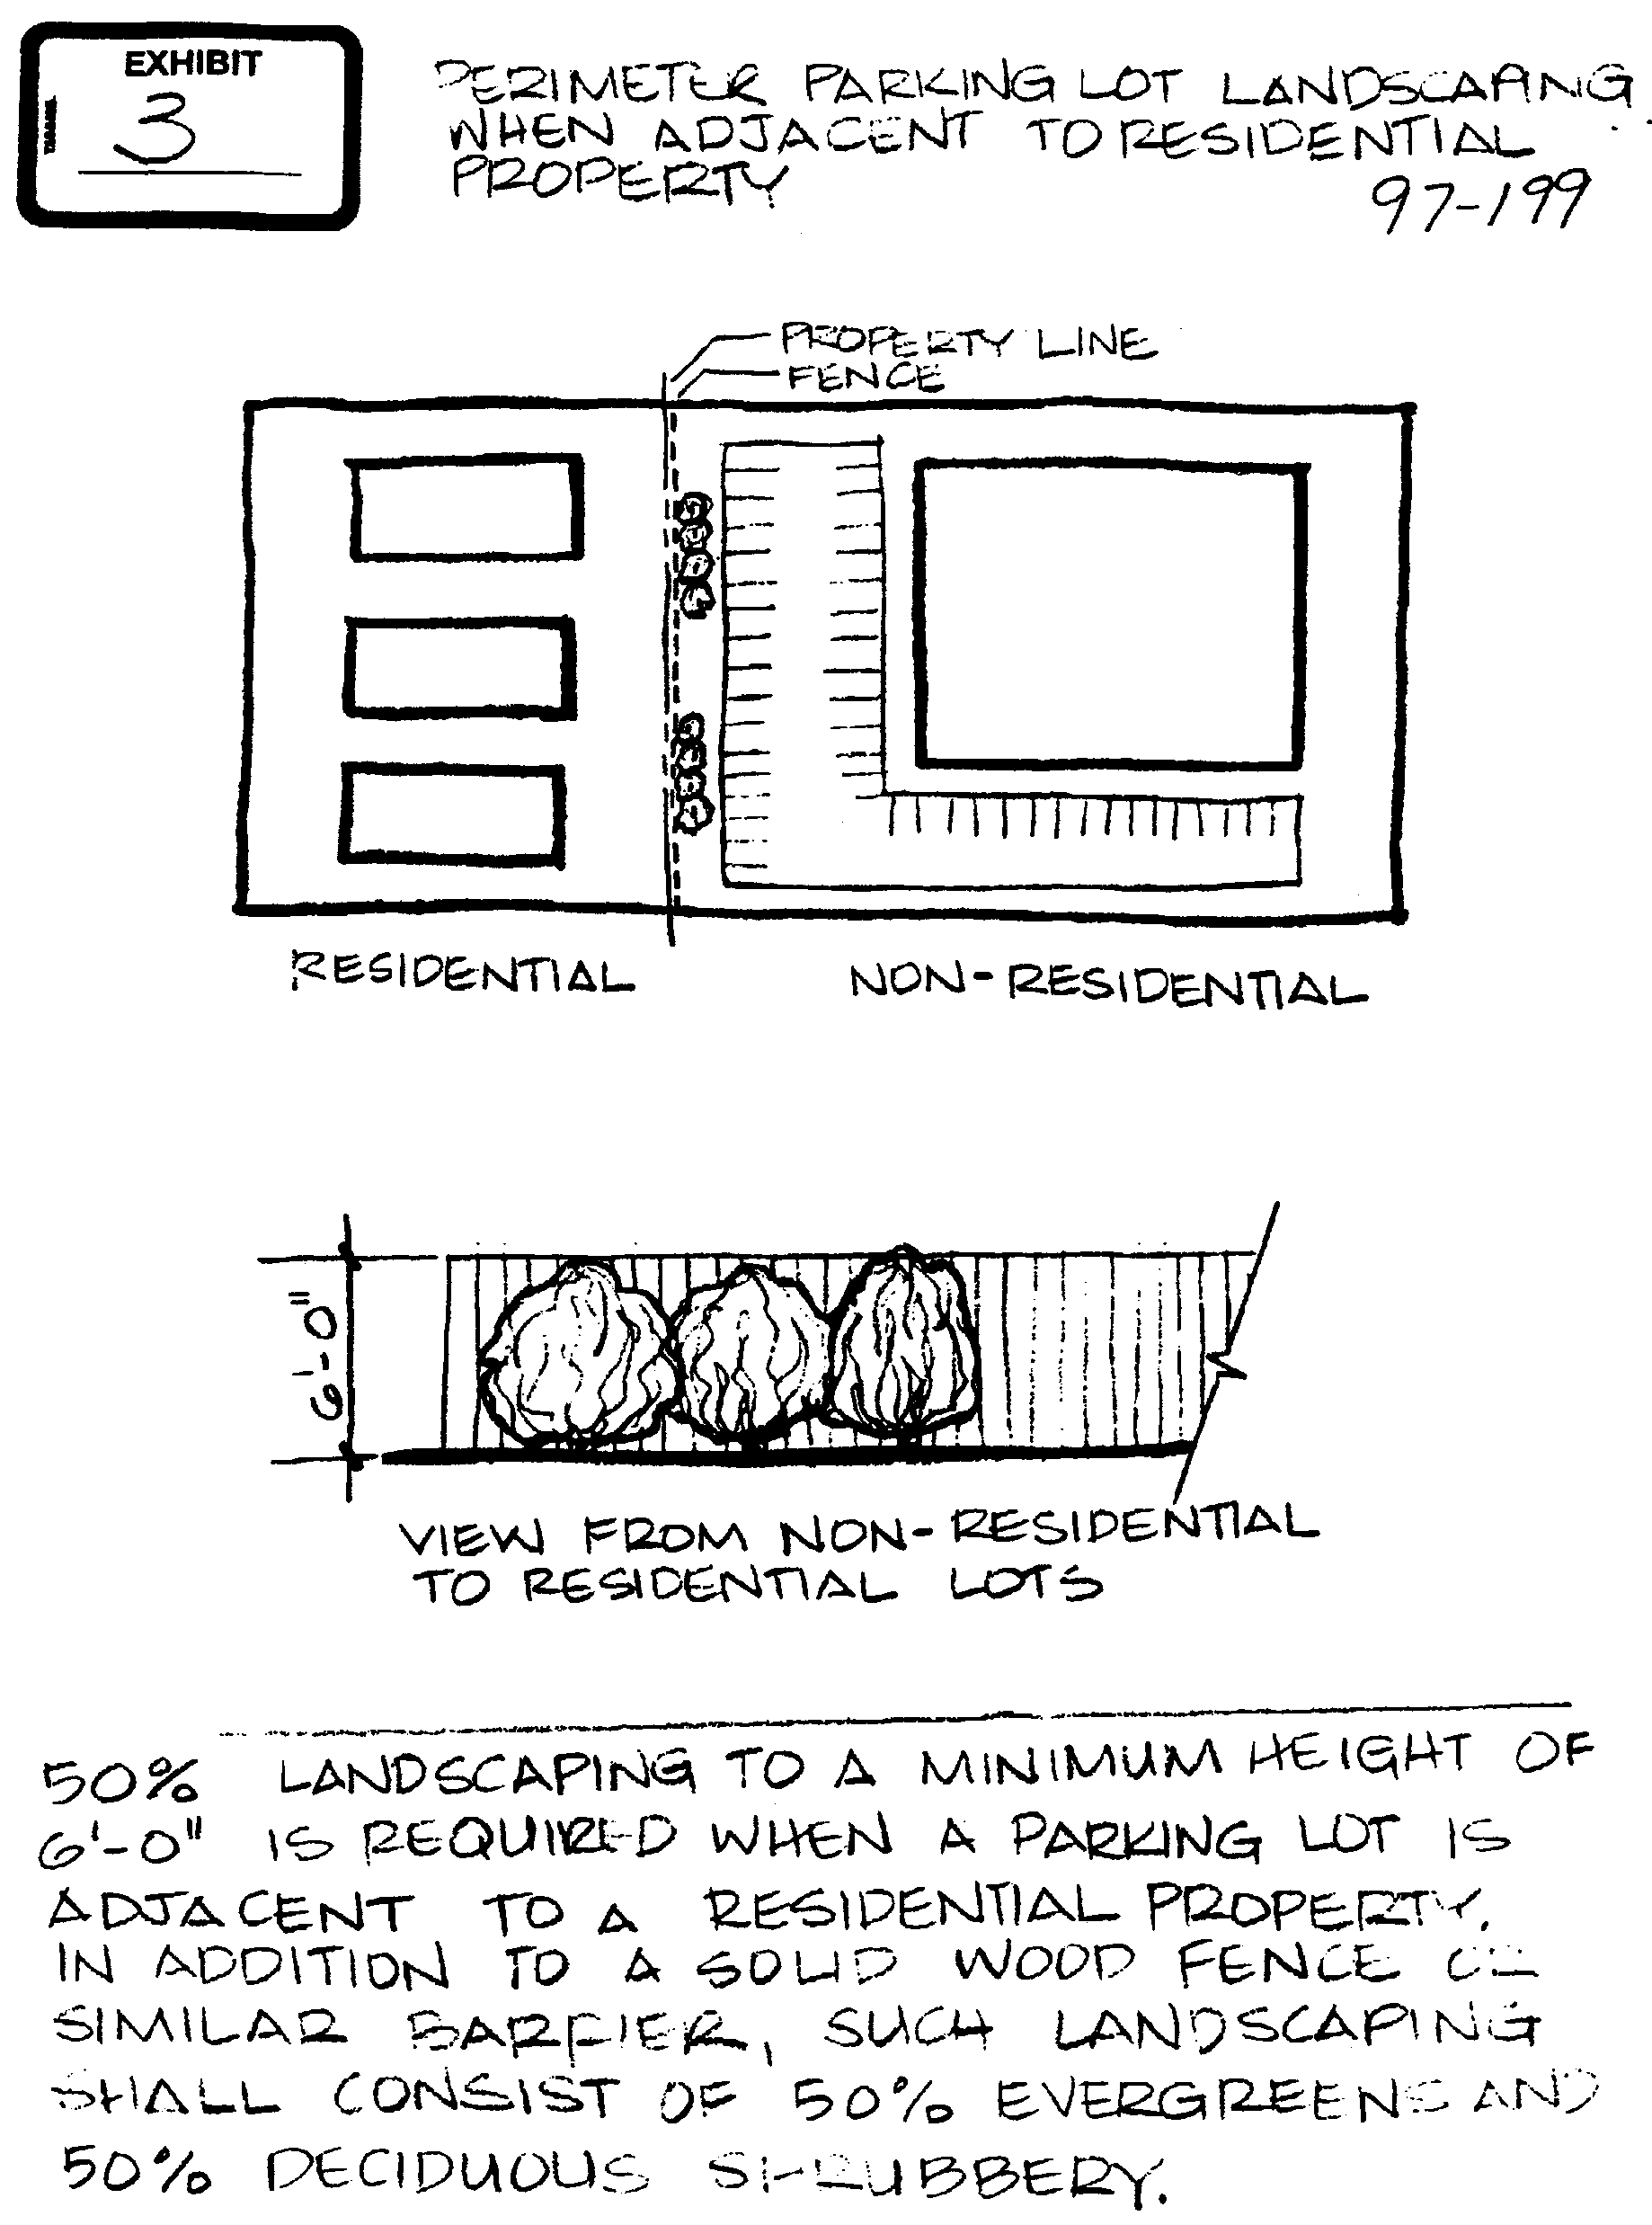 EXHIBIT
3
PERIMETER PARKING LOT LANDSCAPING
WHEN ADJACENT TO RESIDENTIAL
PROPERTY
97-199
PROPERTY LINE
FENCE
RESIDENTIAL
NON-RESIDENTIAL
6'-0"
VIEW FROM NON-RESIDENTIAL
TO RESIDENTIAL LOTS
50% LANDSCAPING TO A MINIMUM HEIGHT OF
6'-0" IS REQUIRED WHEN A PARKING LOT IS
ADJACENT TO A RESIDENTIAL PROPERTY.
IN ADDITION TO A SOLID WOOD FENCE OR
SIMILAR BARRIER, SUCH LANDSCAPING
SHALL CONSIST OF 50% EVERGREENS AND
50% DECIDUOUS SHRUBBERY.